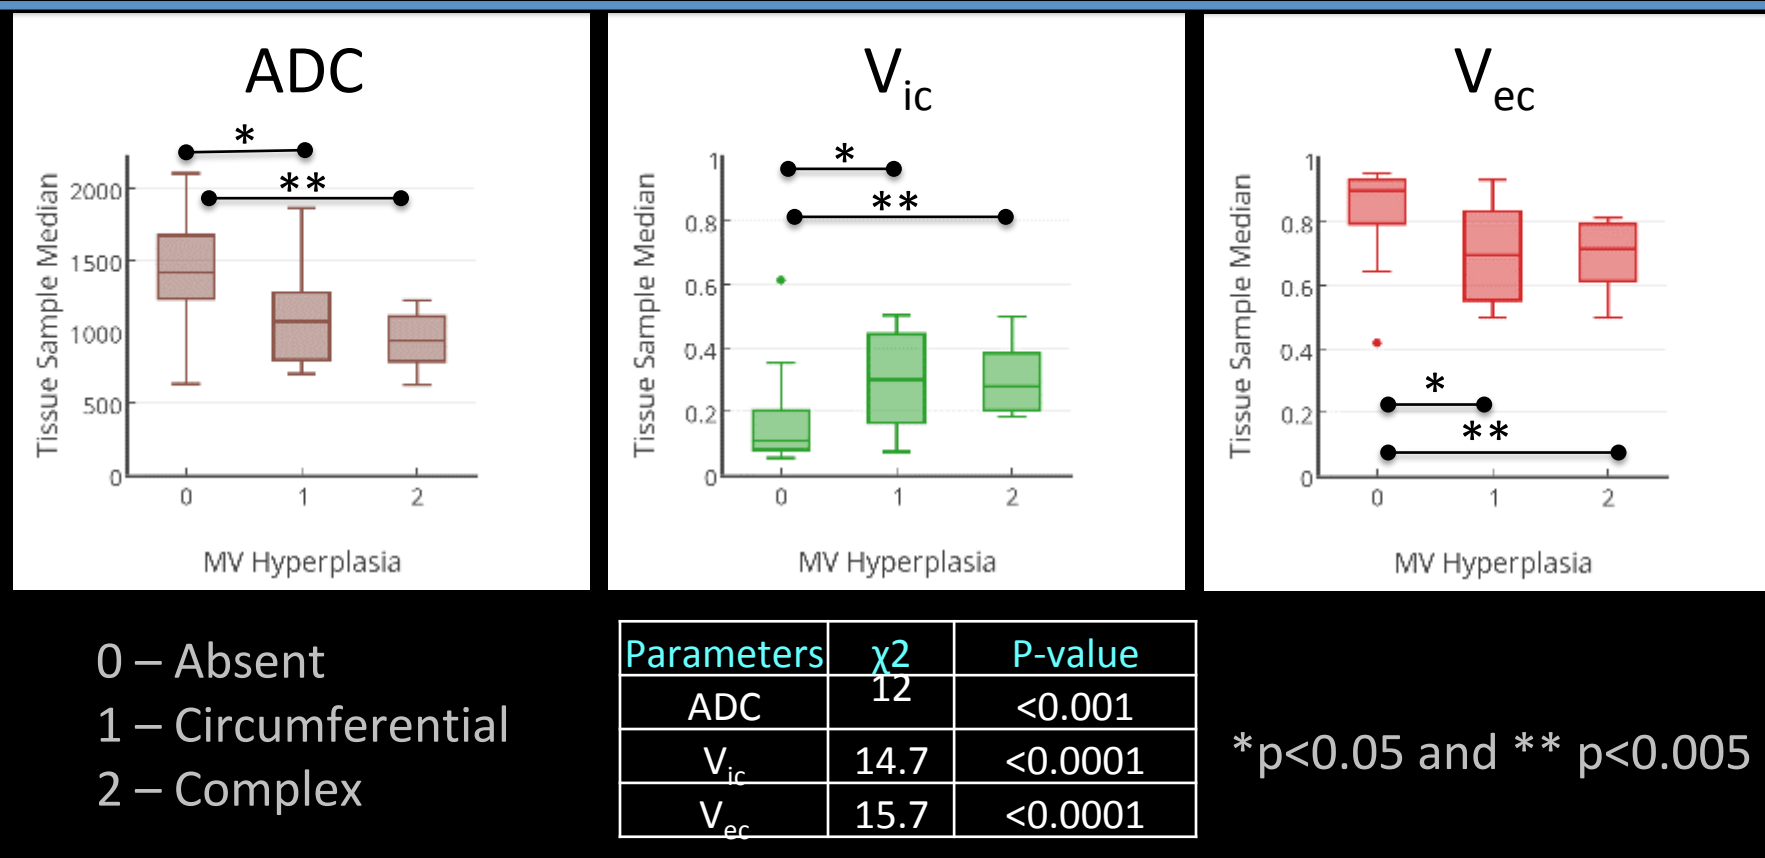 ADC
*
**
Tissue Sample Median
2000
1500
1000
500
0
0 1 2
MV Hyperplasia
Vic
*
**
Tissue Sample Median
1
0.8
0.6
0.4
0.2
0
0 1 2
MV Hyperplasia
Vec
Tissue Sample Median
1
0.8
0.6
0.4
*
0.2
**
0
0 1 2
MV Hyperplasia
0 – Absent
1 – Circumferential
2 – Complex
Parameters χ2 P-value
ADC 12 <0.001
Vic 14.7 <0.0001
Vec 15.7 <0.0001
*p<0.05 and ** p<0.005